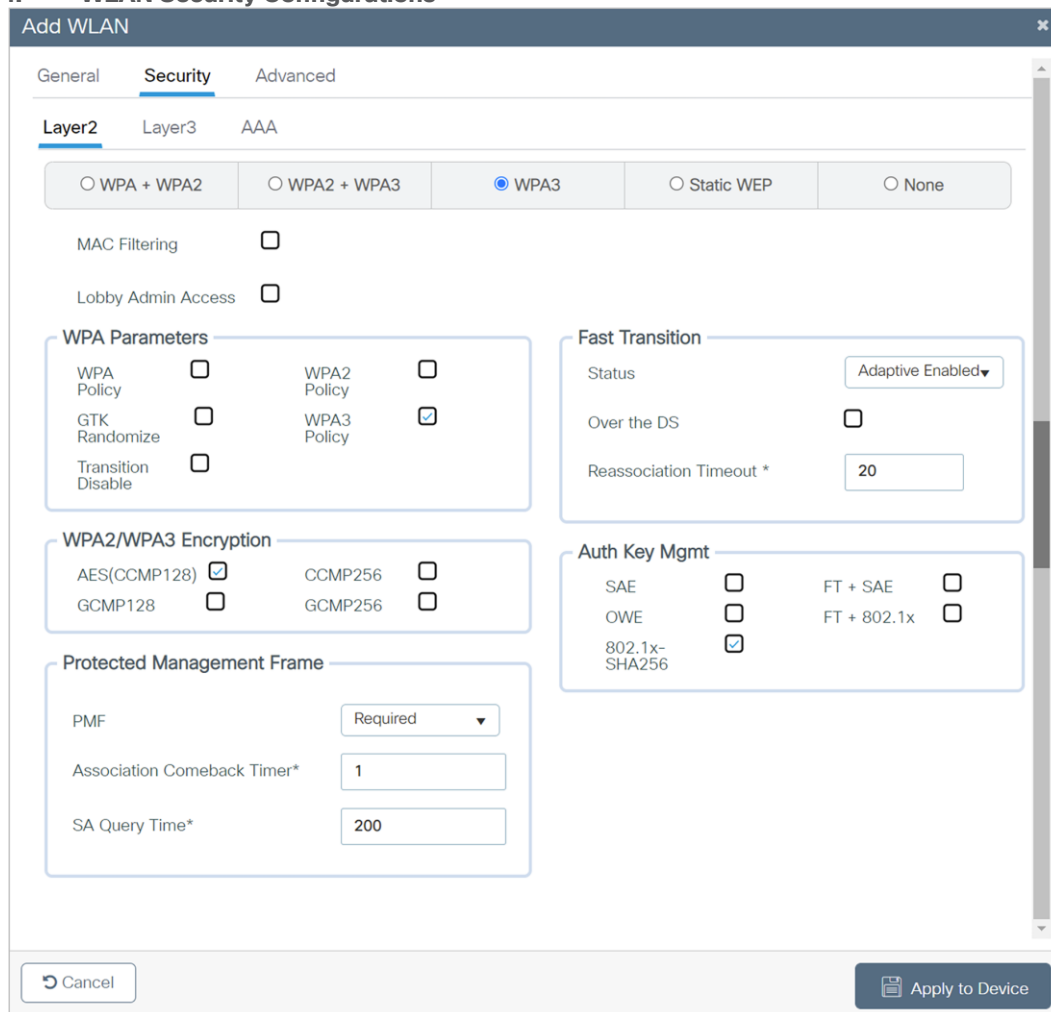 WLAN Security Configurations
Add WLAN
General Security Advanced
Layer2 Layer3 AAA
WPA + WPA2 WPA2 + WPA3 WPA3 Static WEP None
MAC Filtering
Lobby Admin Access
WPA Parameters
WPA
Policy
WPA2
Policy
GTK
Randomize
WPA3
Policy
Transition
Disable
Fast Transition
Status Adaptive Enabled
Over the DS
Reassociation Timeout * 20
WPA2/WPA3 Encryption
AES(CCMP128) CCMP256
GCMP128 GCMP256
Auth Key Mgmt
SAE FT + SAE
OWE FT + 802.1x
802.1x-
SHA256
Protected Management Frame
PMF Required
Association Comeback Timer* 1
SA Query Time* 200
Cancel Apply to Device